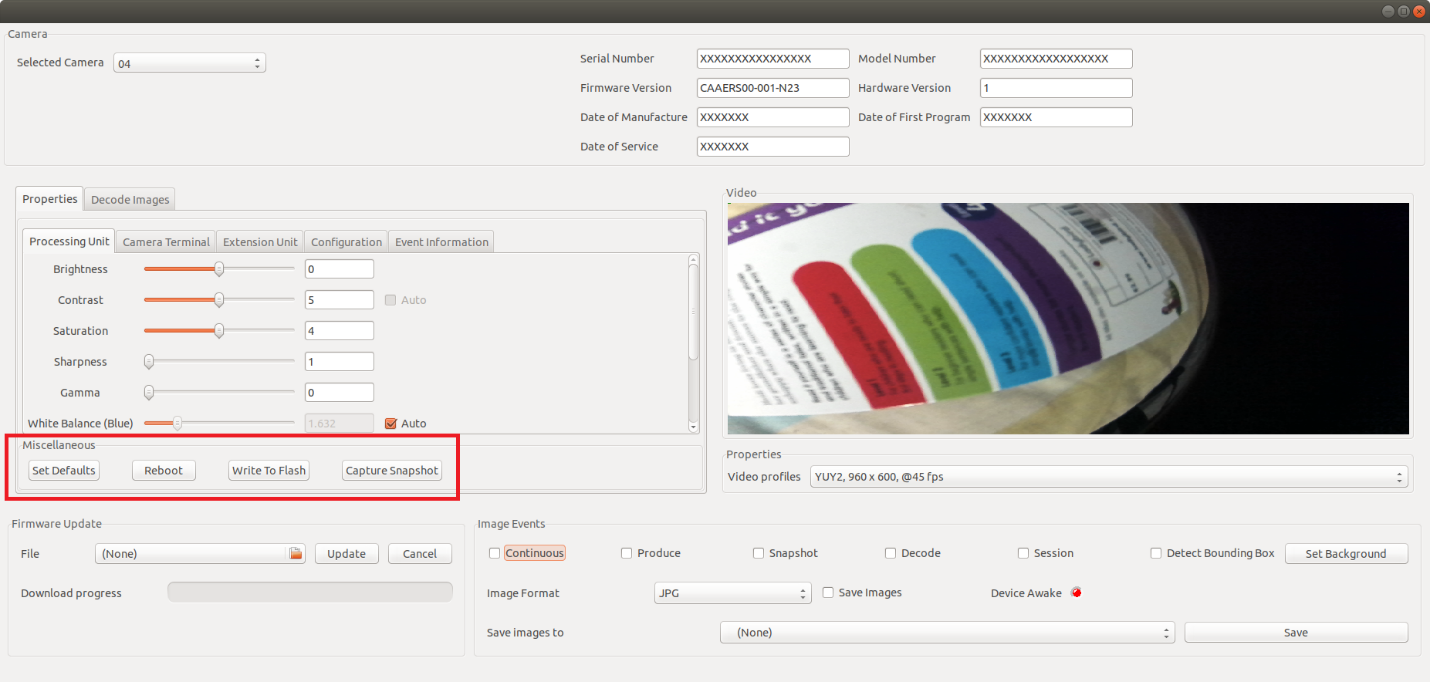 Camera
Selected Camera 04
Serial Number XXXXXXXXXXXXXXXX Model Number XXXXXXXXXXXXXXXXXX
Firmware Version CAAERS00-001-N23 Hardware Version 1
Date of Manufacture XXXXXXX Date of First Program XXXXXXX
Date of Service XXXXXXX
Properties Decode Images
Processing Unit Camera Terminal Extension Unit Configuration Event Information
Brightness 0
Contrast 5 Auto
Saturation 4
Sharpness 1
Gamma 0
White Balance (Blue) 1.632 Auto
Miscellaneous
Set Defaults Reboot Write To Flash Capture Snapshot
Video
Properties
Video profiles YUY2, 960 x 600, @45 fps
Firmware Update
File (None) Update Cancel
Download progress
Image Events
Continuous Produce Snapshot Decode Session Detect Bounding Box Set Background
Image Format JPG Save Images Device Awake
Save images to (None) Save